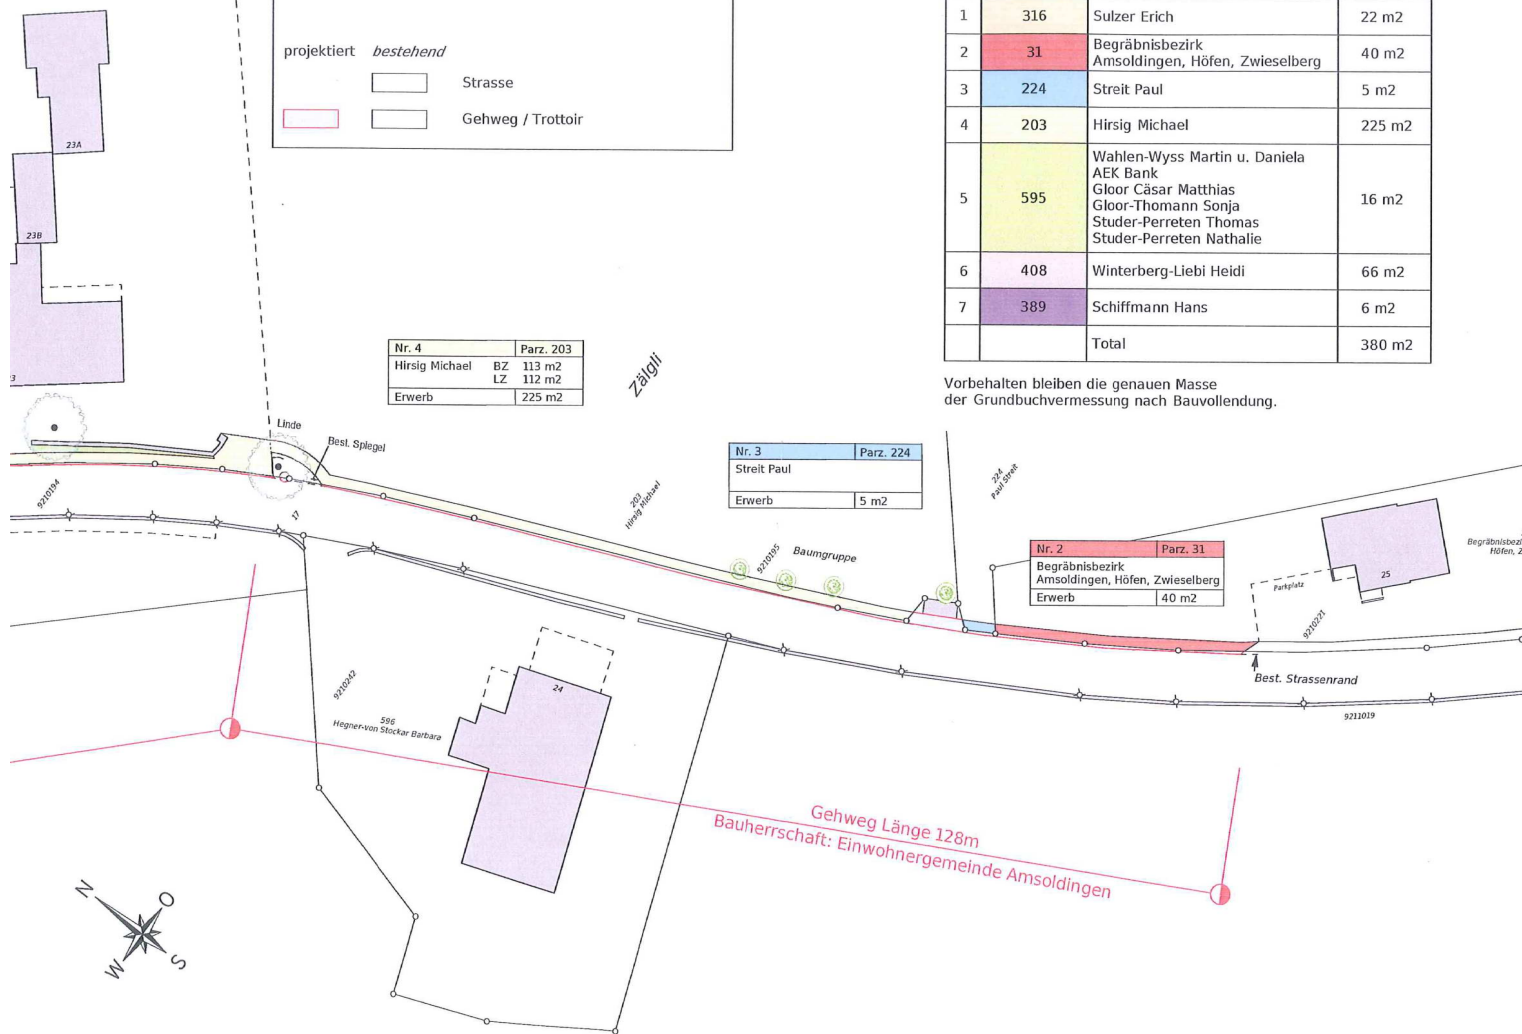 projektiert bestehend
Strasse
Gehweg / Trottoir
1 316 Sulzer Erich 22 m2
2 31 Begräbnisbezirk
Amsoldingen, Höfen, Zwieselberg 40 m2
3 224 Streit Paul 5 m2
4 203 Hirsig Michael 225 m2
5 595 Wahlen-Wyss Martin u. Daniela
AEK Bank
Gloor Cäsar Matthias
Gloor-Thomann Sonja
Studer-Perreten Thomas
Studer-Perreten Nathalie
16 m2
6 408 Winterberg-Liebi Heidi 66 m2
7 389 Schiffmann Hans 6 m2
Total 380 m2
Vorbehalten bleiben die genauen Masse
der Grundbuchvermessung nach Bauvollendung.
23A
23B
Nr. 4 Parz. 203
Hirsig Michael BZ 113 m2
LZ 112 m2
Erwerb 225 m2
Zälgli
Linde
Best. Spiegel
9210194
17
203
Hirsig Michael
Nr. 3 Parz. 224
Streit Paul
Erwerb 5 m2
224
Paul Streit
9210195
Baumgruppe
Nr. 2 Parz. 31
Begräbnisbezirk
Amsoldingen, Höfen, Zwieselberg
Erwerb 40 m2
Parkplatz
25
Begräbnisbezi
Höfen, Z
9210221
Best. Strassenrand
9211019
9210242
596
Hegner-von Stockar Barbara
24
Gehweg Länge 128m
Bauherrschaft: Einwohnergemeinde Amsoldingen
N
O
W
S